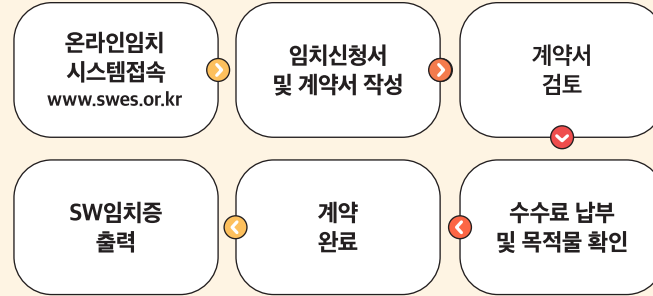 온라인임치
시스템접속
www.swes.or.kr
임치신청서
및 계약서 작성
계약서
검토
수수료 납부
및 목적물 확인
계약
완료
SW임치증
출력